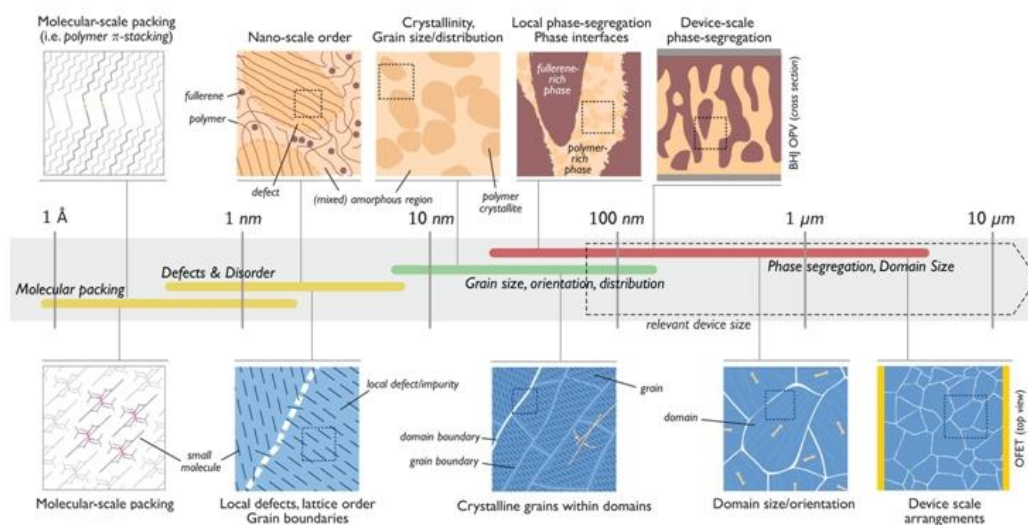 Molecular-scale packing
(i.e. polymer π-stacking)
Nano-scale order
Crystallinity,
Grain size/distribution
Local phase-segregation
Phase interfaces
Device-scale
phase-segregation
fullerene
polymer
defect
(mixed) amorphous region
polymer
crystallite
fullerene-
rich
phase
polymer-
rich
phase
BHJ OPV (cross section)
1 Å
1 nm
10 nm
100 nm
1 µm
10 µm
Molecular packing
Defects & Disorder
Grain size, orientation, distribution
Phase segregation, Domain Size
relevant device size
small
molecule
local defect/impurity
domain boundary
grain boundary
grain
domain
OFET (top view)
Molecular-scale packing
Local defects, lattice order
Grain boundaries
Crystalline grains within domains
Domain size/orientation
Device scale
arrangements